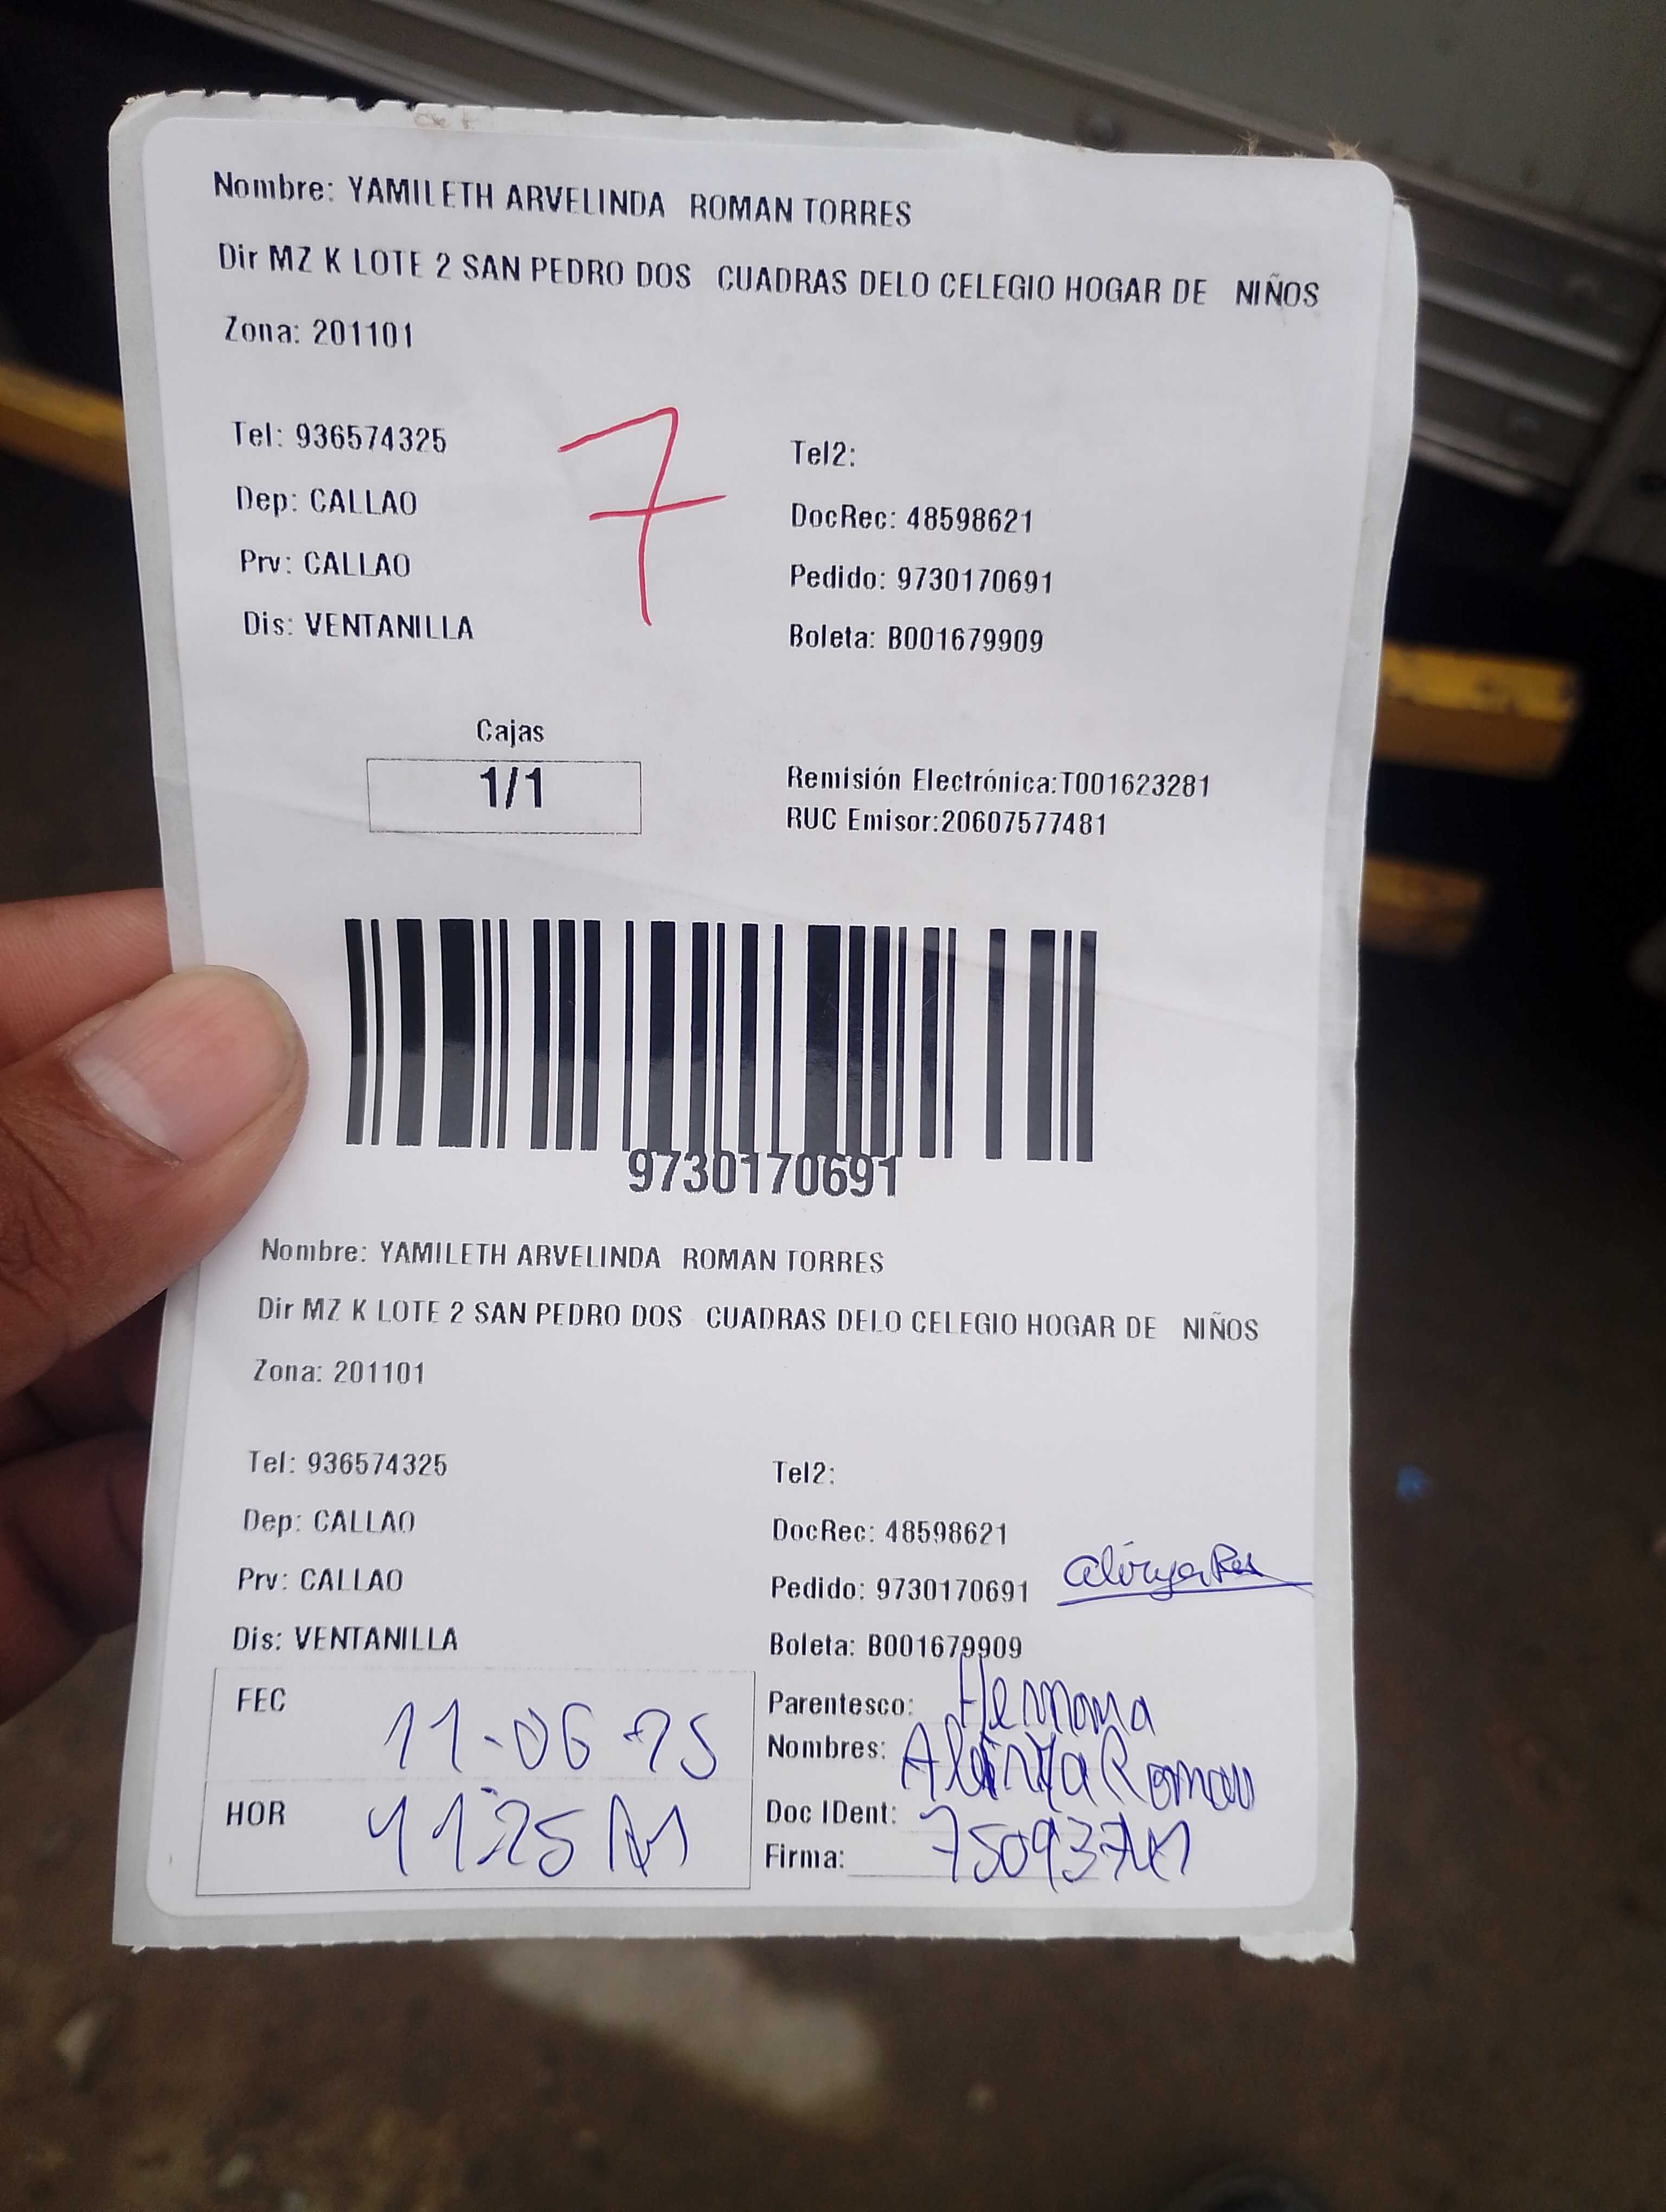 Nombre: YAMILETH ARVELINDA ROMAN TORRES
Dir MZ K LOTE 2 SAN PEDRO DOS CUADRAS DELO CELEGIO HOGAR DE NIÑOS
Zona: 201101
7
Tel: 936574325
Tel2:
Dep: CALLAO
DocRec: 48598621
Prv: CALLAO
Pedido: 9730170691
Dis: VENTANILLA
Boleta: B001679909
Cajas
1/1
Remisión Electrónica:T001623281
RUC Emisor:20607577481
9730170691
Nombre: YAMILETH ARVELINDA ROMAN TORRES
Dir MZ K LOTE 2 SAN PEDRO DOS CUADRAS DELO CELEGIO HOGAR DE NIÑOS
Zona: 201101
Tel: 936574325
Tel2:
Dep: CALLAO
DocRec: 48598621
Prv: CALLAO
Pedido: 9730170691
Dis: VENTANILLA
Boleta: B001679909
FEC 11-06
Parentesco: Hermana
Nombres: Roman
HOR
Doc IDent:
Firma: